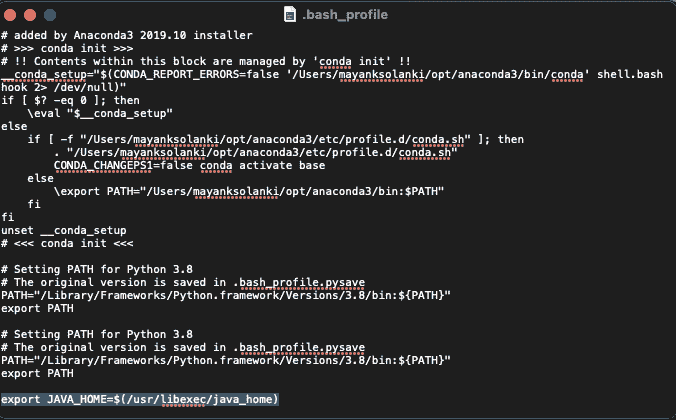 .bash_profile
# added by Anaconda3 2019.10 installer
# >>> conda init >>>
# !! Contents within this block are managed by 'conda init' !!
__conda_setup="$(CONDA_REPORT_ERRORS=false '/Users/mayanksolanki/opt/anaconda3/bin/conda' shell.bash
hook 2> /dev/null)"
if [ $? -eq 0 ]; then
    \eval "$__conda_setup"
else
    if [ -f "/Users/mayanksolanki/opt/anaconda3/etc/profile.d/conda.sh" ]; then
        . "/Users/mayanksolanki/opt/anaconda3/etc/profile.d/conda.sh"
        CONDA_CHANGEPS1=false conda activate base
    else
        \export PATH="/Users/mayanksolanki/opt/anaconda3/bin:$PATH"
    fi
fi
unset __conda_setup
# <<< conda init <<<

# Setting PATH for Python 3.8
# The original version is saved in .bash_profile.pysave
PATH="/Library/Frameworks/Python.framework/Versions/3.8/bin:${PATH}"
export PATH

# Setting PATH for Python 3.8
# The original version is saved in .bash_profile.pysave
PATH="/Library/Frameworks/Python.framework/Versions/3.8/bin:${PATH}"
export PATH

export JAVA_HOME=$(/usr/libexec/java_home)